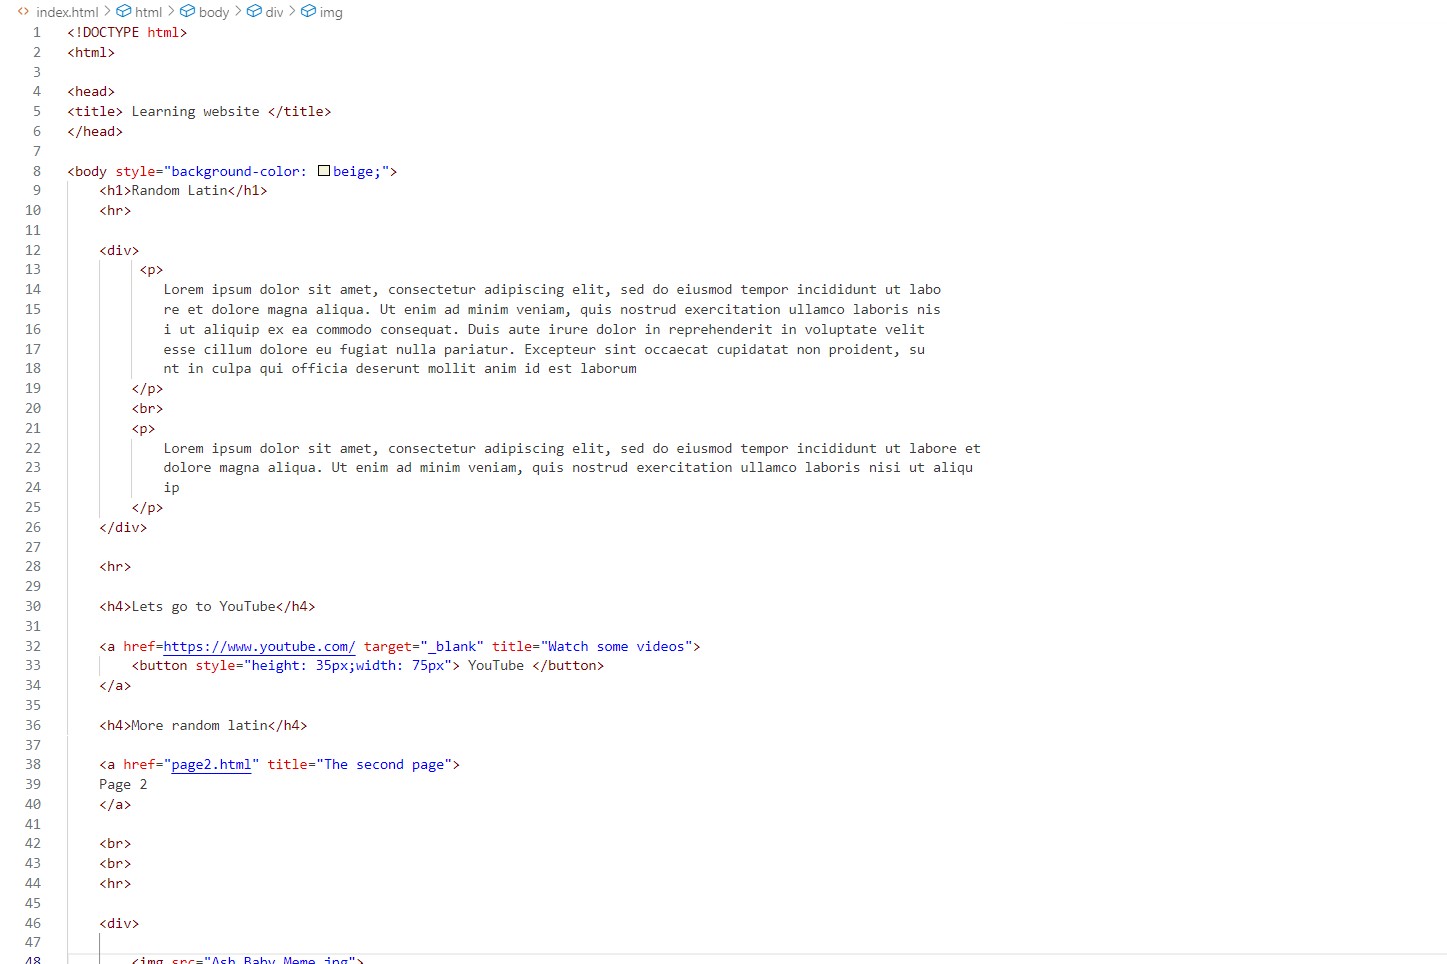 index.html > html > body > div > img
1 <!DOCTYPE html>
2 <html>
3
4 <head>
5 <title> Learning website </title>
6 </head>
7
8 <body style="background-color: beige;">
9 <h1>Random Latin</h1>
10 <hr>
11
12 <div>
13 <p>
14 Lorem ipsum dolor sit amet, consectetur adipiscing elit, sed do eiusmod tempor incididunt ut labo
15 re et dolore magna aliqua. Ut enim ad minim veniam, quis nostrud exercitation ullamco laboris nis
16 i ut aliquip ex ea commodo consequat. Duis aute irure dolor in reprehenderit in voluptate velit
17 esse cillum dolore eu fugiat nulla pariatur. Excepteur sint occaecat cupidatat non proident, su
18 nt in culpa qui officia deserunt mollit anim id est laborum
19 </p>
20 <br>
21 <p>
22 Lorem ipsum dolor sit amet, consectetur adipiscing elit, sed do eiusmod tempor incididunt ut labore et
23 dolore magna aliqua. Ut enim ad minim veniam, quis nostrud exercitation ullamco laboris nisi ut aliqu
24 ip
25 </p>
26 </div>
27
28 <hr>
29
30 <h4>Lets go to YouTube</h4>
31
32 <a href=https://www.youtube.com/ target="_blank" title="Watch some videos">
33 <button style="height: 35px;width: 75px"> YouTube </button>
34 </a>
35
36 <h4>More random latin</h4>
37
38 <a href="page2.html" title="The second page">
39 Page 2
40 </a>
41
42 <br>
43 <br>
44 <hr>
45
46 <div>
47
48 <img src="Ash Baby Meme.jpg">